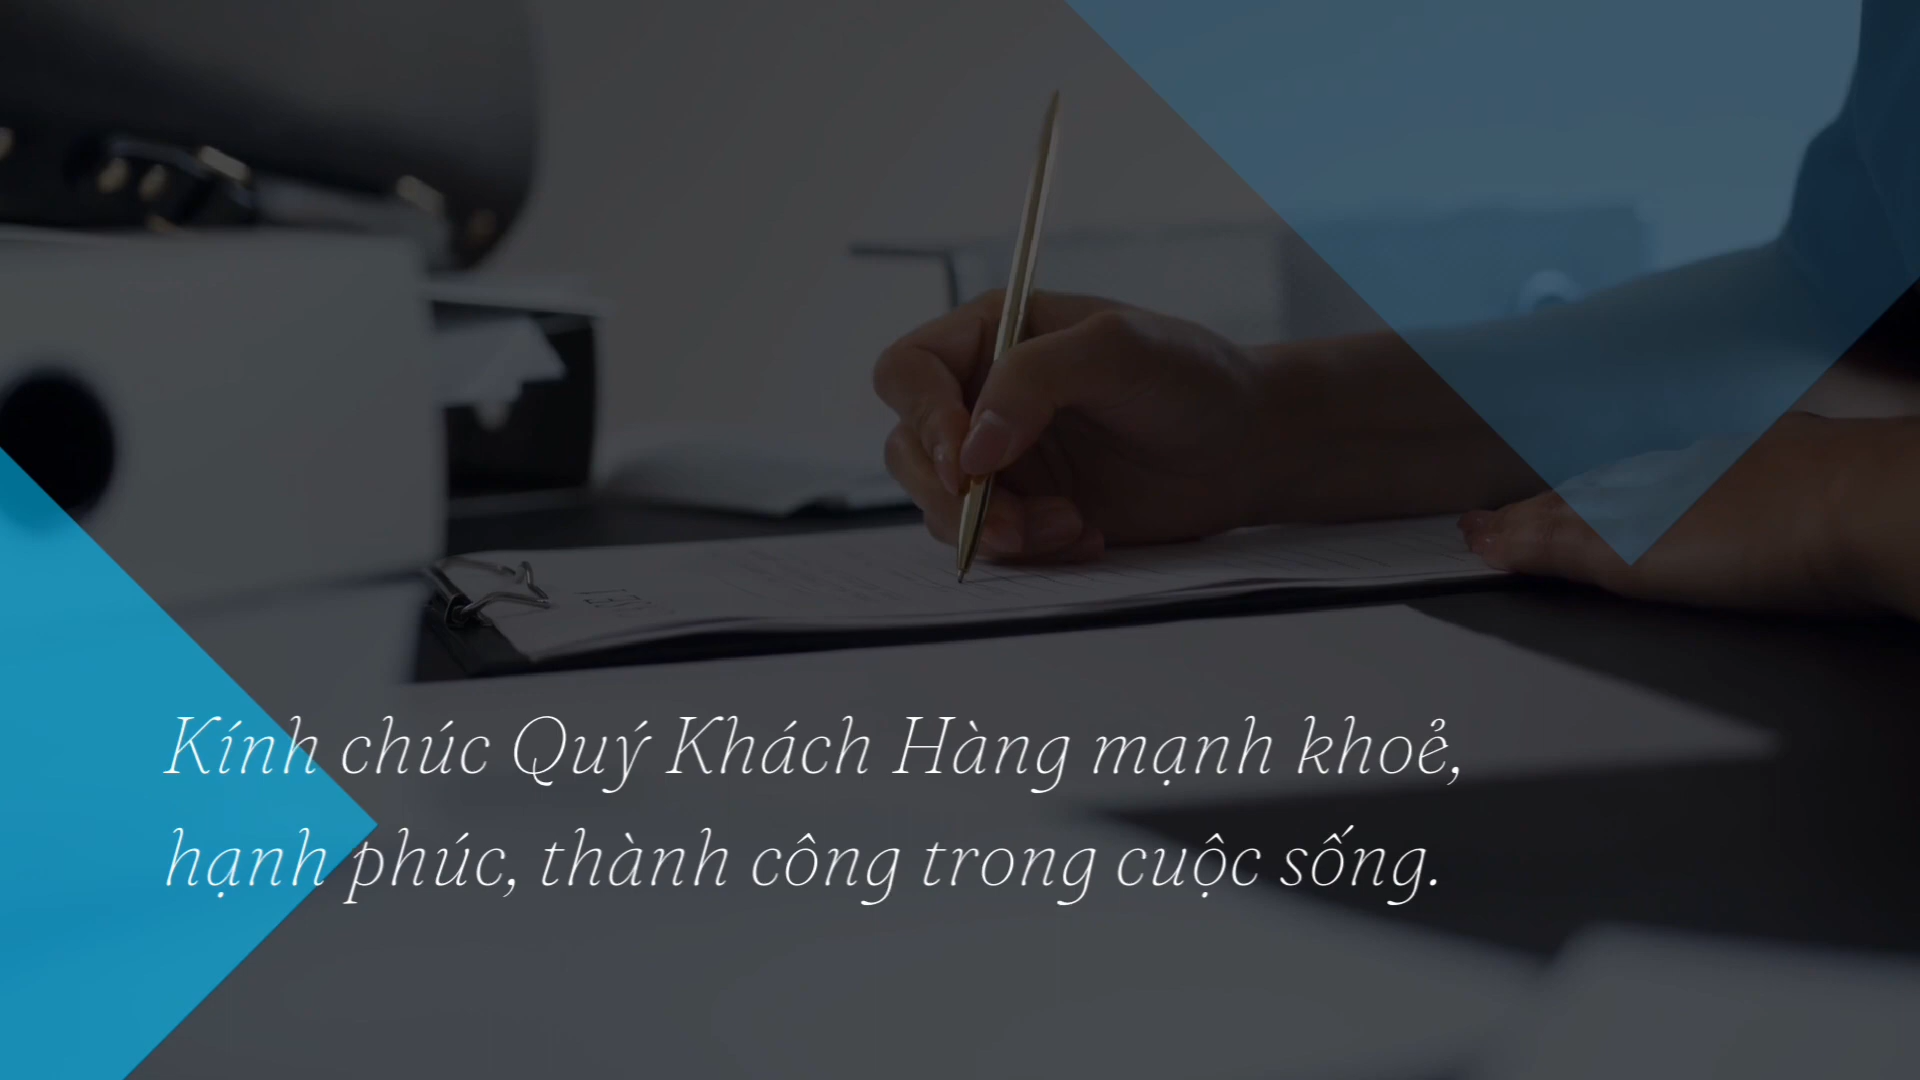 Kính chúc Quý Khách Hàng mạnh khoẻ,
hạnh phúc, thành công trong cuộc sống.